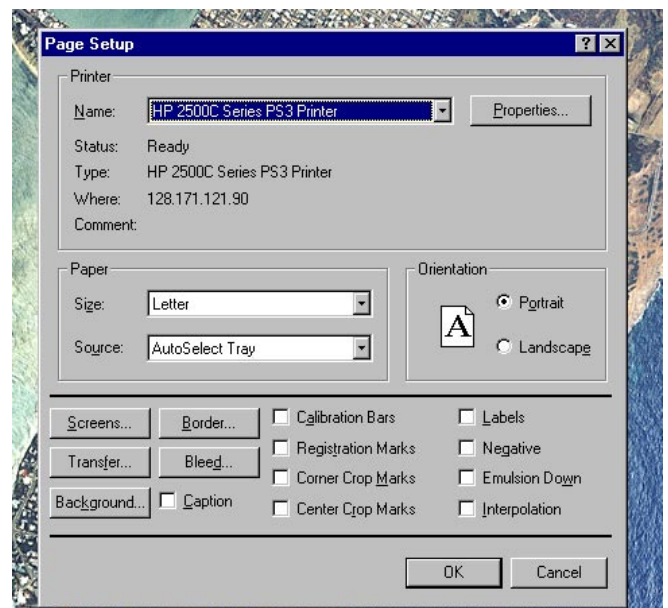 Page Setup
Printer
Name: HP 2500C Series PS3 Printer Properties...
Status: Ready
Type: HP 2500C Series PS3 Printer
Where: 128.171.121.90
Comment:
Paper
Size: Letter
Source: AutoSelect Tray
Orientation
A
Portrait
Landscape
Screens... Border... Calibration Bars Labels
Transfer... Bleed... Registration Marks Negative
Corner Crop Marks Emulsion Down
Background... Caption Center Crop Marks Interpolation
OK Cancel